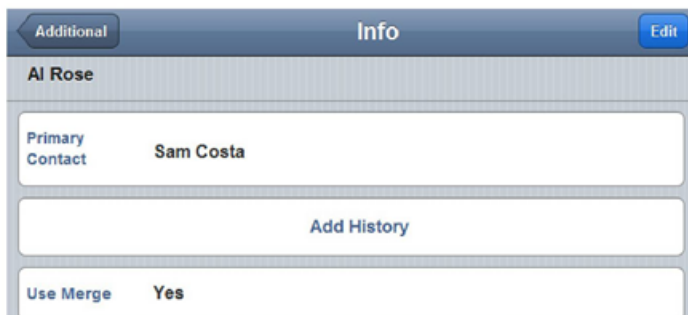 Additional Info Edit
Al Rose
Primary
Contact Sam Costa
Add History
Use Merge Yes